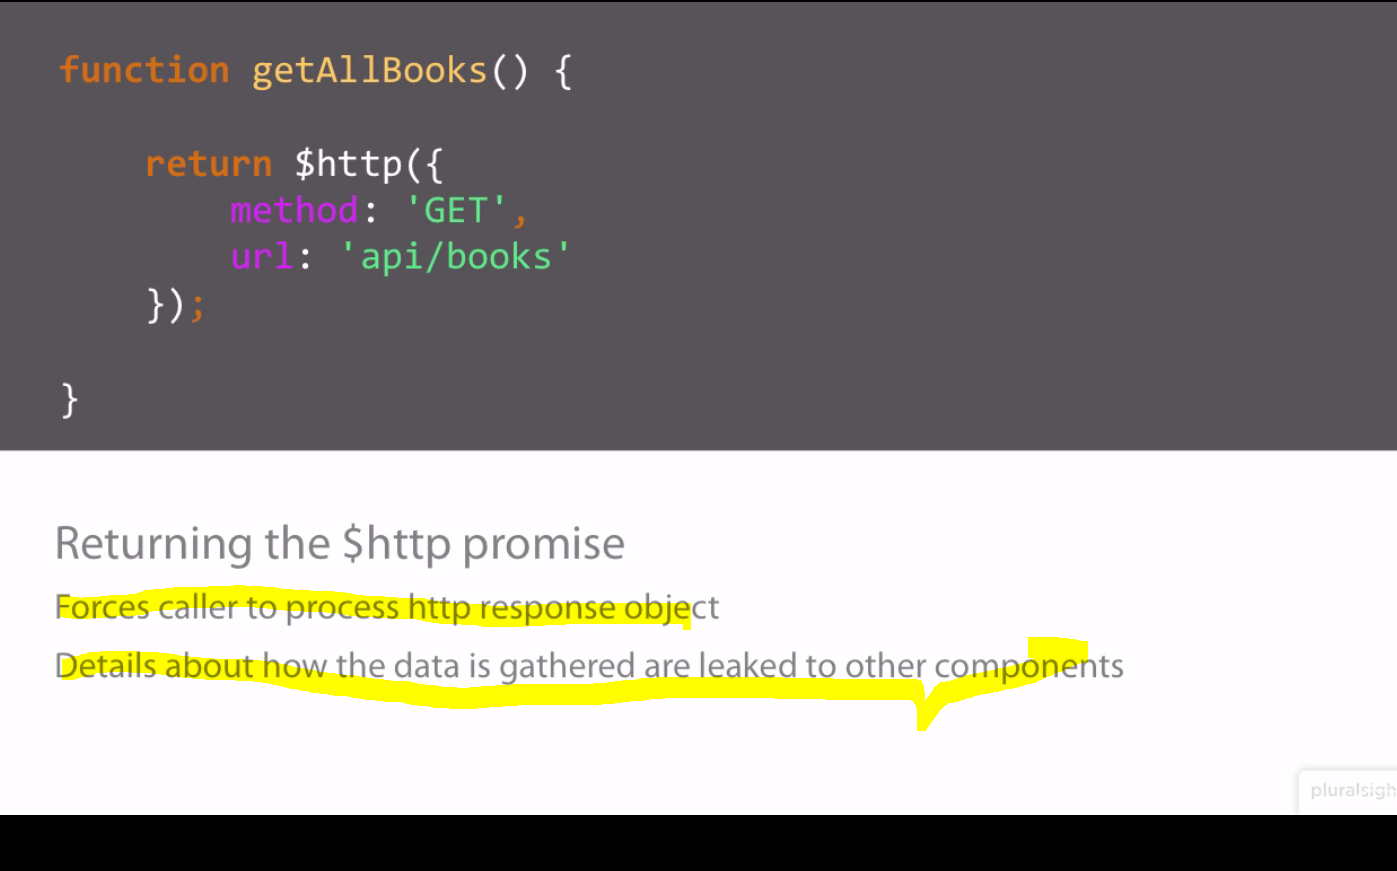 function getAllBooks() {
return $http({
method: 'GET',
url: 'api/books'
});
}
Returning the $http promise
Forces caller to process http response object
Details about how the data is gathered are leaked to other components
pluralsigh